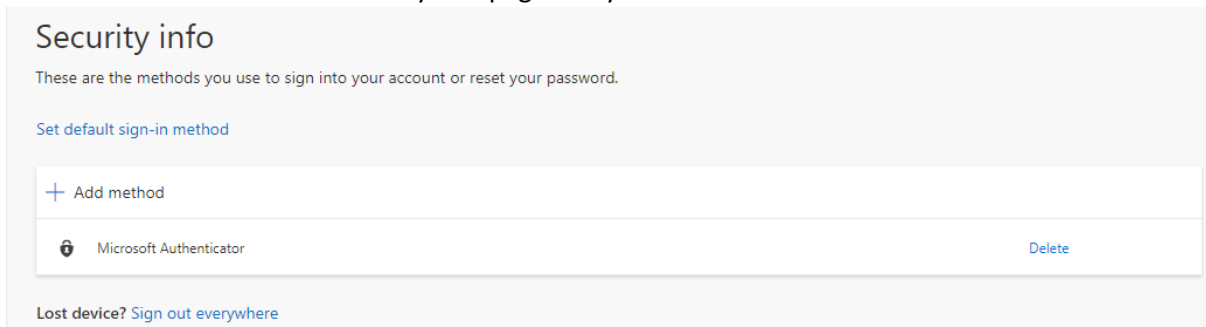 Security info
These are the methods you use to sign into your account or reset your password.
Set default sign-in method
+ Add method
Microsoft Authenticator Delete
Lost device? Sign out everywhere